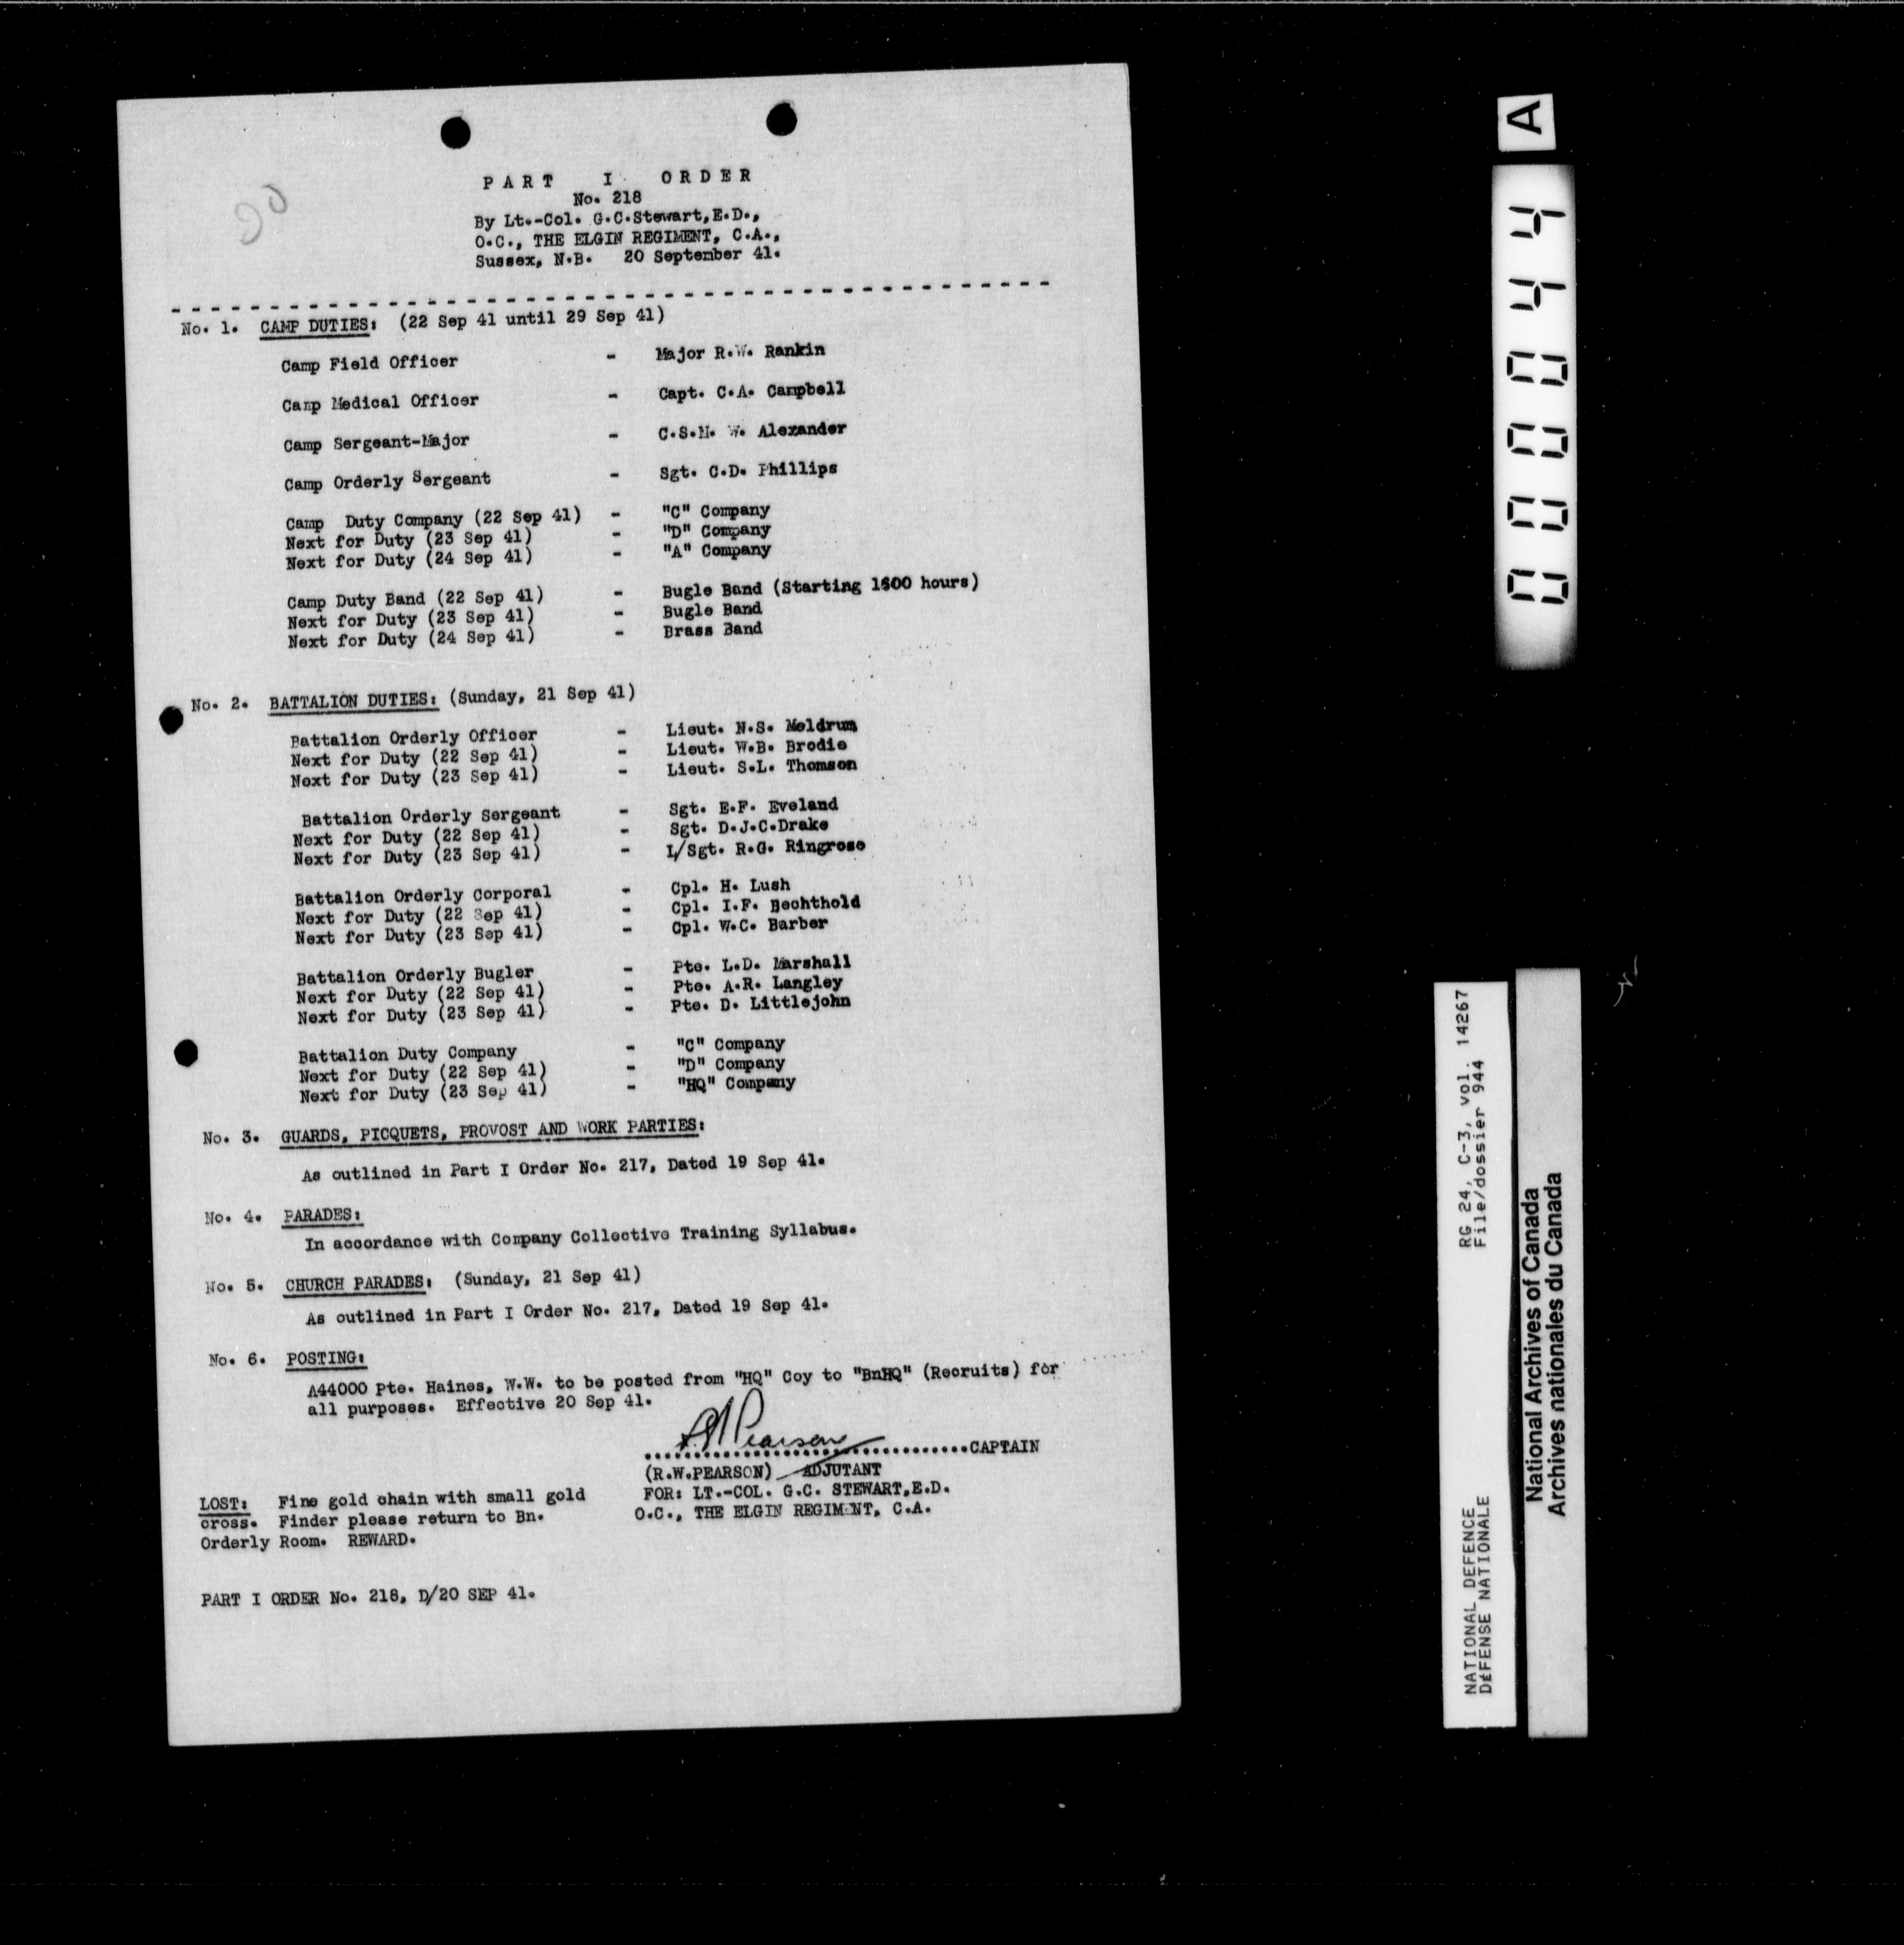 PART I ORDER
No. 218
By Lt.-Col. G.C.Stewart,E.D.,
O.C., THE ELGIN REGIMENT, C.A.,
Sussex, N.B. 20 September 41.
No. 1. CAMP DUTIES: (22 Sep 41 until 29 Sep 41)
Camp Field Officer - Major R.W. Rankin
Camp Medical Officer - Capt. C.A. Campbell
Camp Sergeant-Major - C.S.M. W. Alexander
Camp Orderly Sergeant - Sgt. C.D. Phillips
Camp Duty Company (22 Sep 41) - "C" Company
Next for Duty (23 Sep 41) - "D" Company
Next for Duty (24 Sep 41) - "A" Company
Camp Duty Band (22 Sep 41) - Bugle Band (Starting hours)
Next for Duty (23 Sep 41) - Bugle Band
Next for Duty (24 Sep 41) - Brass Band
No. 2. BATTALION DUTIES: (Sunday, 21 Sep 41)
Battalion Orderly Officer - Lieut. N.S. Meldrum
Next for Duty (22 Sep 41) - Lieut. W.B. Brodie
Next for Duty (23 Sep 41) - Lieut. S.L. Thomson
Battalion Orderly Sergeant - Sgt. E.F. Eveland
Next for Duty (22 Sep 41) - Sgt. D.J.C.Drake
Next for Duty (23 Sep 41) - L/Sgt. R.G. Ringrose
Battalion Orderly Corporal - Cpl. H. Lush
Next for Duty (22 Sep 41) - Cpl. I.F. Bechthold
Next for Duty (23 Sep 41) - Cpl. W.C. Barber
Battalion Orderly Bugler - Pte. L.D. Marshall
Next for Duty (22 Sep 41) - Pte. A.R. Langley
Next for Duty (23 Sep 41) - Pte. D. Littlejohn
Battalion Duty Company - "C" Company
Next for Duty (22 Sep 41) - "D" Company
Next for Duty (23 Sep 41) - "HQ" Company
No. 3. GUARDS, PICQUETS, PROVOST AND WORK PARTIES:
As outlined in Part I Order No. 217, Dated 19 Sep 41.
No. 4. PARADES:
In accordance with Company Collective Training Syllabus.
No. 5. CHURCH PARADES: (Sunday, 21 Sep 41)
As outlined in Part I Order No. 217, Dated 19 Sep 41.
No. 6. POSTING:
A44000 Pte. Haines, W.W. to be posted from "HQ" Coy to "BnHQ" (Recruits) for
all purposes. Effective 20 Sep 41.
R.W. Pearson
CAPTAIN
(R.W.PEARSON) ADJUTANT
FOR: LT.-COL. G.C. STEWART,E.D.
O.C., THE ELGIN REGIMENT, C.A.
LOST: Fine gold chain with small gold
cross. Finder please return to Bn.
Orderly Room. REWARD.
PART I ORDER No. 218, D/20 SEP 41.
000044 A
NATIONAL DEFENCE RG 24, C-3, vol. 14267
DÉFENSE NATIONALE File/dossier 944
National Archives of Canada
Archives nationales du Canada